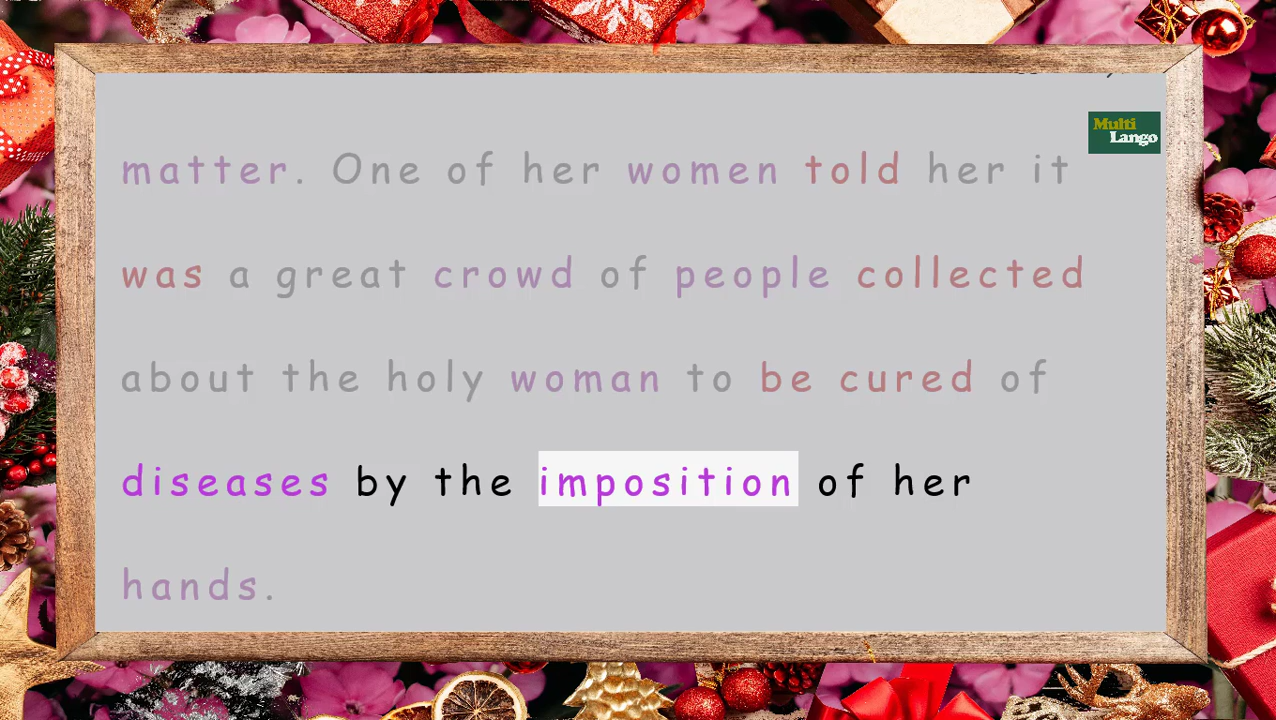 Multi
Lango
matter. One of her women told her it
was a great crowd of people collected
about the holy woman to be cured of
diseases by the imposition of her
hands.